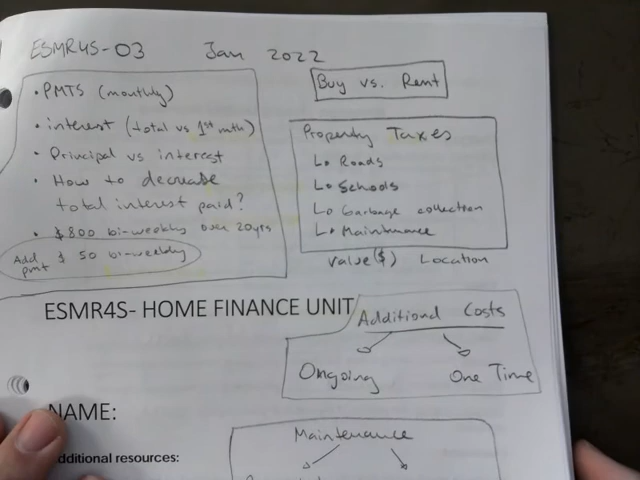 ESMR4S-03 Jan 2022
• PMTS (monthly)
• interest (total vs 1st mth)
• Principal vs interest
• How to decrease
total interest paid?
• $800 bi-weekly over 20yrs
Add pmt $50 bi-weekly
Buy vs. Rent
Property Taxes
Lo Roads
Lo Schools
Lo Garbage collection
Lo Maintenance
Value($) Location
ESMR4S- HOME FINANCE UNIT
Additional Costs
Ongoing One Time
NAME:
Maintenance
dditional resources: